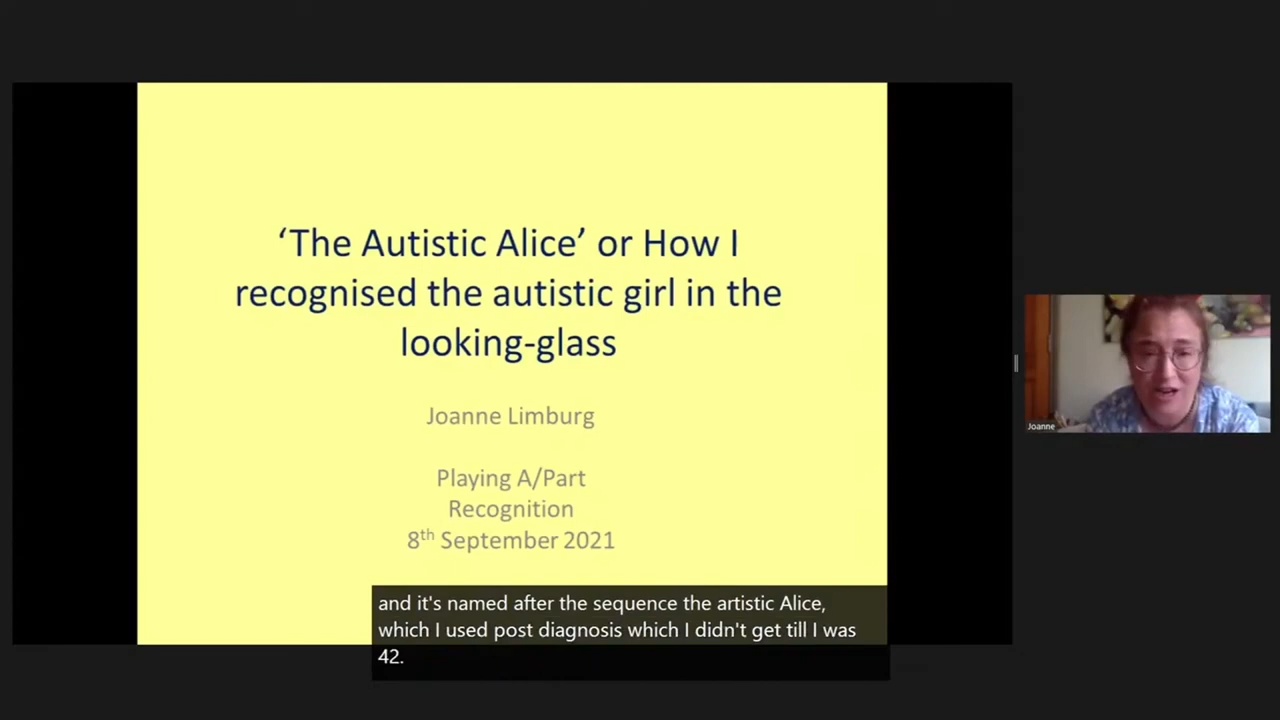 ‘The Autistic Alice’ or How I
recognised the autistic girl in the
looking-glass
Joanne Limburg
Playing A/Part
Recognition
8th September 2021
and it's named after the sequence the artistic Alice,
which I used post diagnosis which I didn't get till I was
42.
Joanne